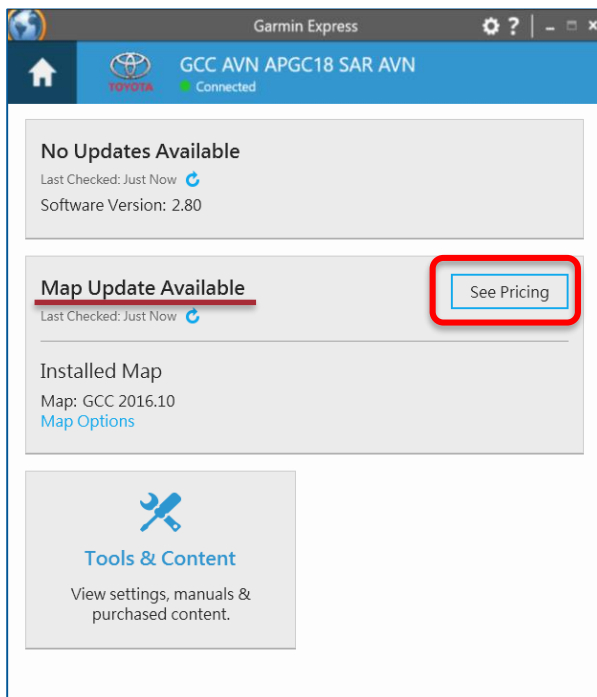 Garmin Express
?
TOYOTA
GCC AVN APGC18 SAR AVN
Connected
No Updates Available
Last Checked: Just Now
Software Version: 2.80
Map Update Available
See Pricing
Last Checked: Just Now
Installed Map
Map: GCC 2016.10
Map Options
Tools & Content
View settings, manuals &
purchased content.